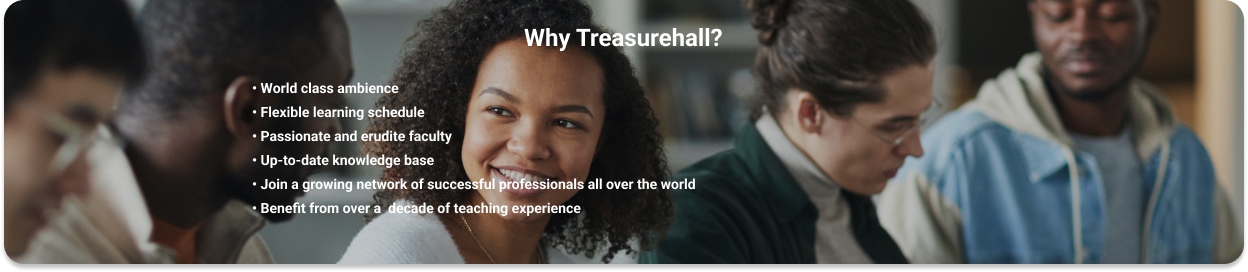 Why Treasurehall?
• World class ambience
• Flexible learning schedule
• Passionate and erudite faculty
• Up-to-date knowledge base
• Join a growing network of successful professionals all over the world
• Benefit from over a  decade of teaching experience